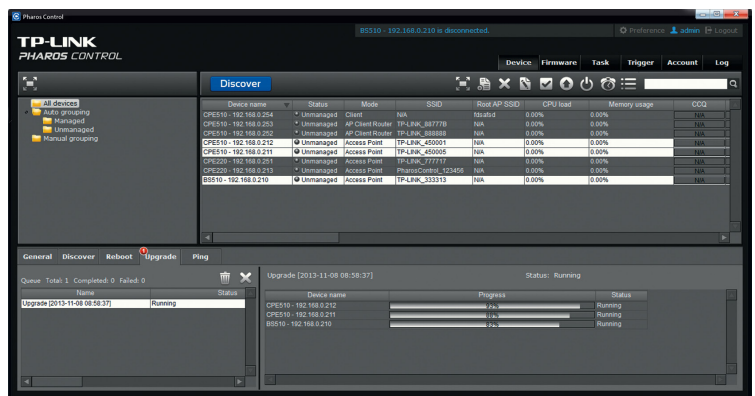 Pharos Control
BS510 - 192.168.0.210 is disconnected.
Preference admin Logout
TP-LINK
PHAROS CONTROL
Device Firmware Task Trigger Account Log
Discover
All devices
Auto grouping
Managed
Unmanaged
Manual grouping
Device name Status Mode SSID Root AP SSID CPU load Memory usage CCQ
CPE510 - 192.168.0.254 Unmanaged Client N/A fdsafsd 0.00% 0.00% N/A
CPE510 - 192.168.0.253 Unmanaged AP Client Router TP-LINK_88777B N/A 0.00% 0.00% N/A
CPE510 - 192.168.0.252 Unmanaged AP Client Router TP-LINK_888888 N/A 0.00% 0.00% N/A
CPE510 - 192.168.0.212 Unmanaged Access Point TP-LINK_450001 N/A 0.00% 0.00% N/A
CPE510 - 192.168.0.211 Unmanaged Access Point TP-LINK_450005 N/A 0.00% 0.00% N/A
CPE220 - 192.168.0.251 Unmanaged Access Point TP-LINK_777717 N/A 0.00% 0.00% N/A
CPE220 - 192.168.0.213 Unmanaged Access Point PharosControl_123456 N/A 0.00% 0.00% N/A
BS510 - 192.168.0.210 Unmanaged Access Point TP-LINK_333313 N/A 0.00% 0.00% N/A
General Discover Reboot Upgrade 1 Ping
Queue Total: 1 Completed: 0 Failed: 0
Name Status
Upgrade [2013-11-08 08:58:37] Running
Upgrade [2013-11-08 08:58:37] Status: Running
Device name Progress Status
CPE510 - 192.168.0.212 93% Running
CPE510 - 192.168.0.211 88% Running
BS510 - 192.168.0.210 83% Running